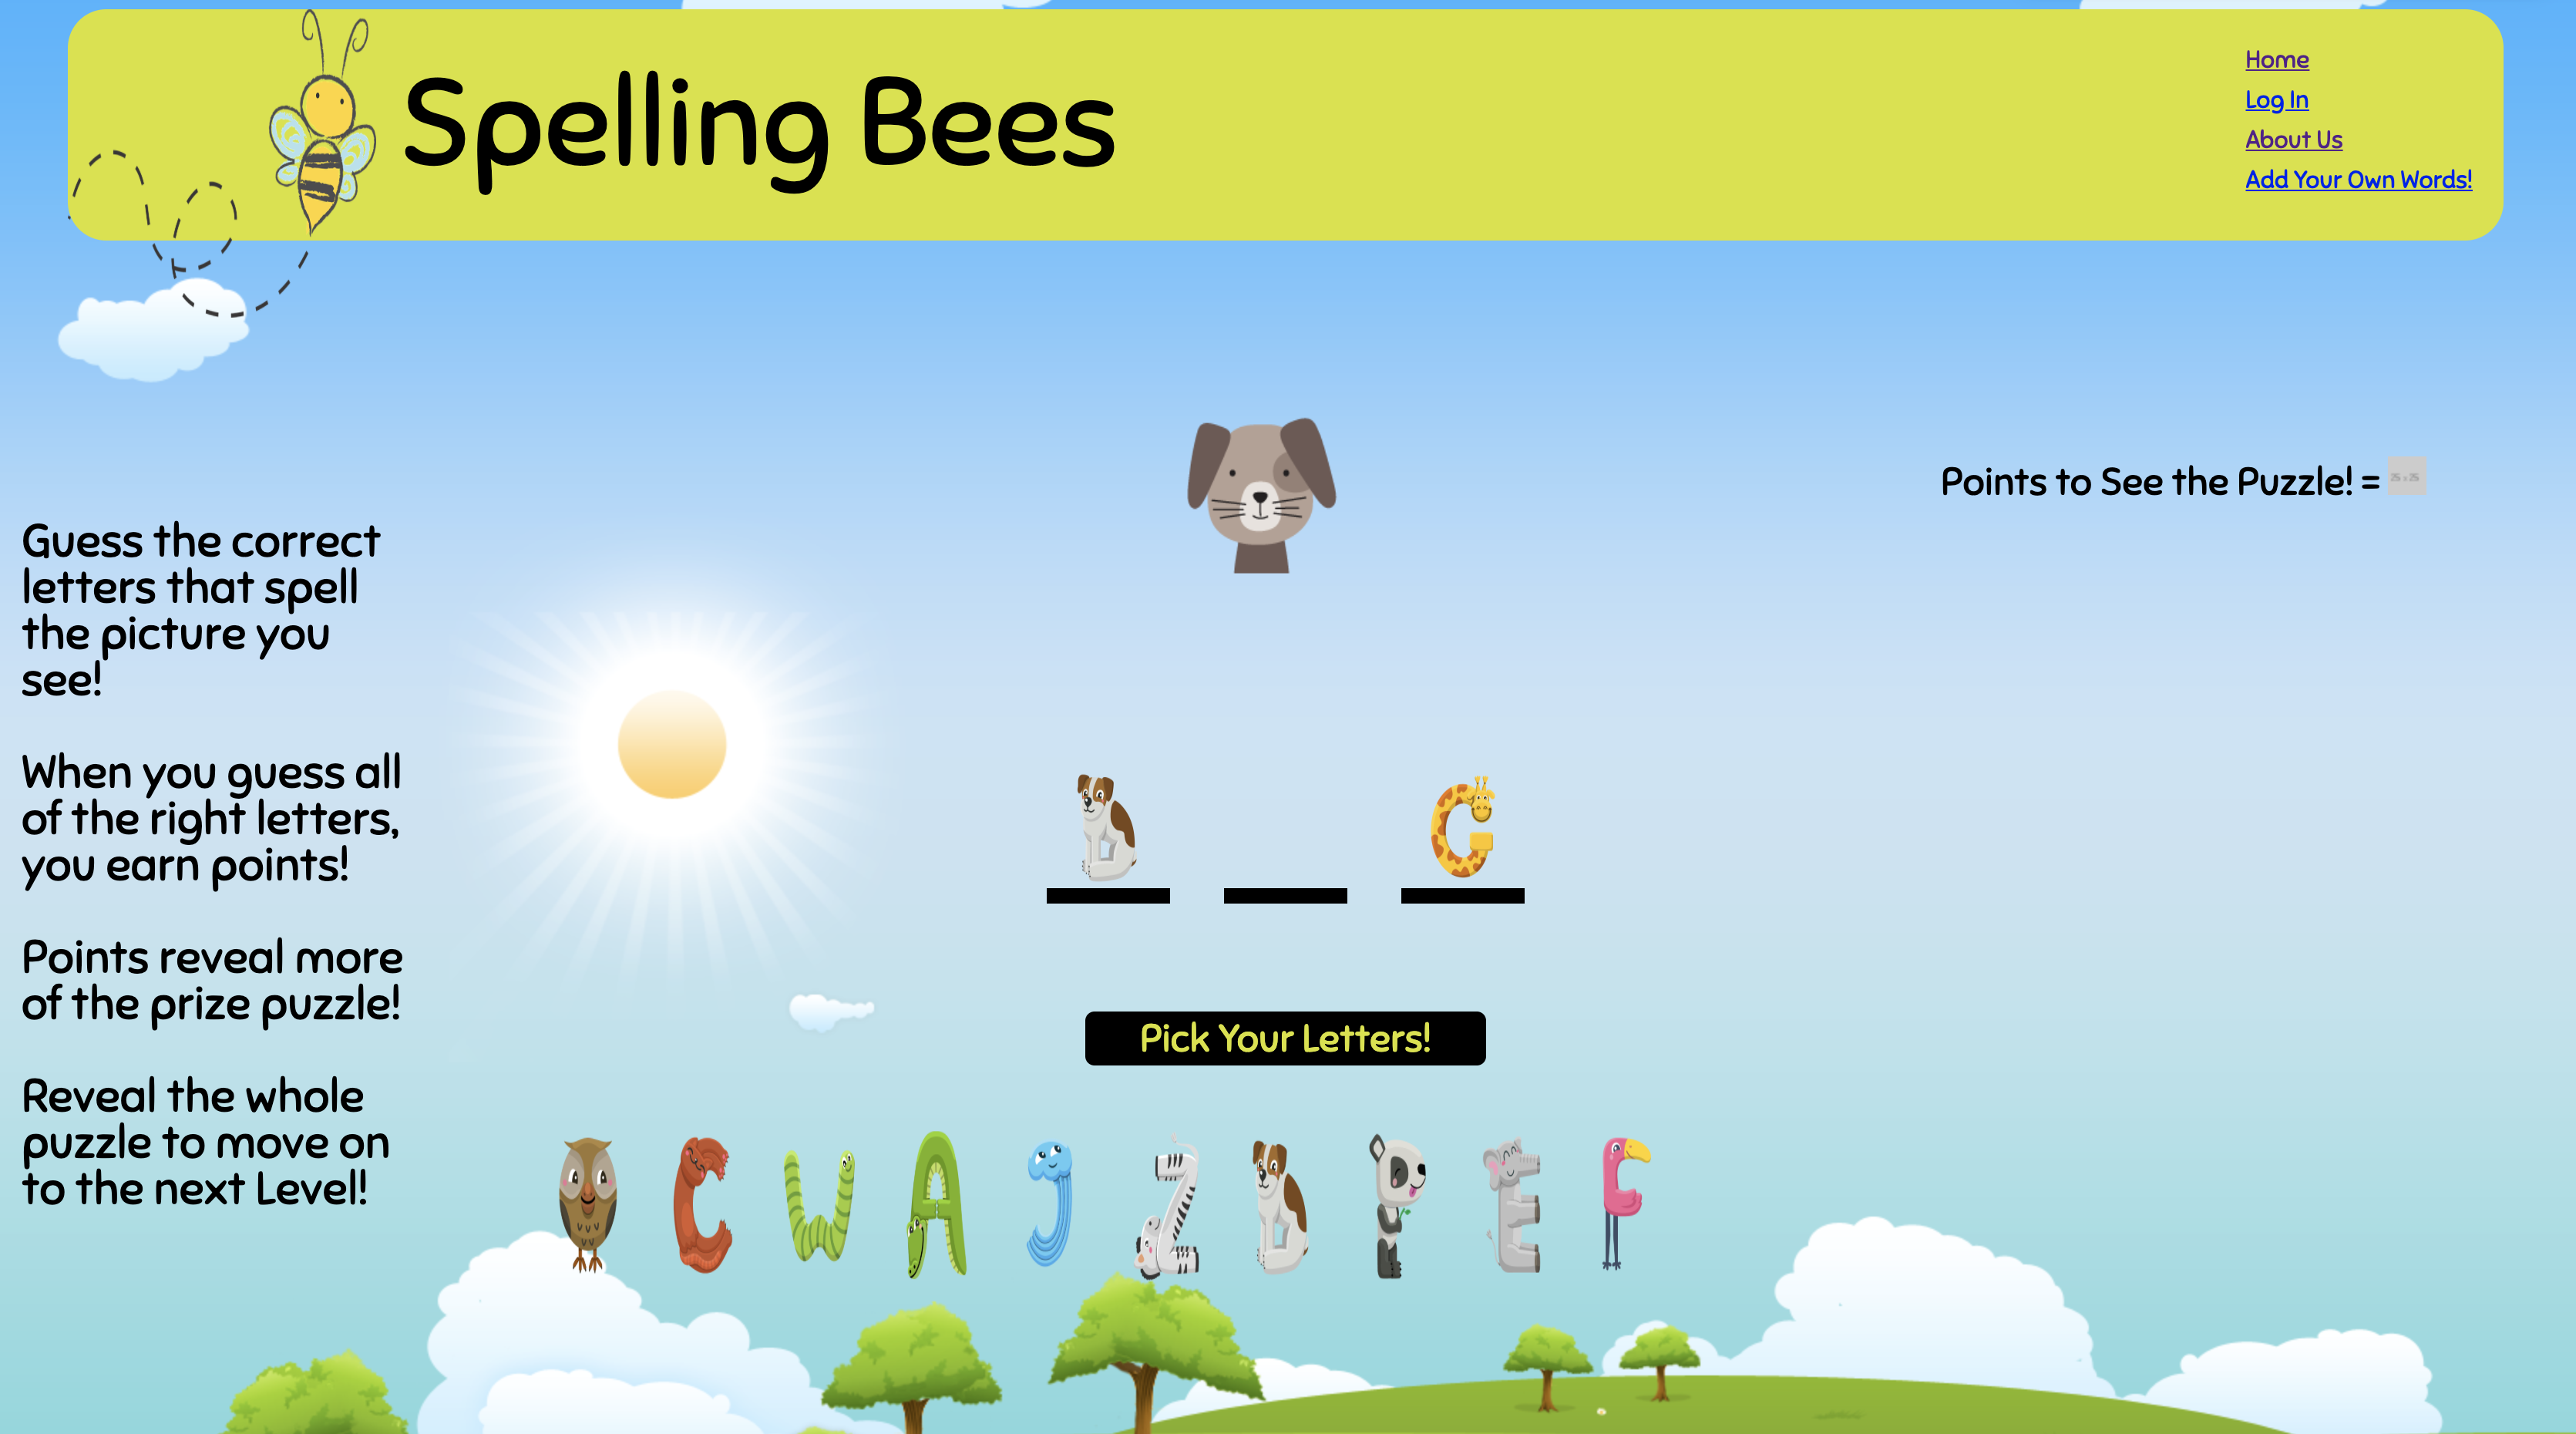 Spelling Bees
Home
Log In
About Us
Add Your Own Words!
Points to See the Puzzle! =
25 x 25
Guess the correct
letters that spell
the picture you
see!
When you guess all
of the right letters,
you earn points!
Points reveal more
of the prize puzzle!
Reveal the whole
puzzle to move on
to the next Level!
D G
Pick Your Letters!
O C W A J Z D P E F